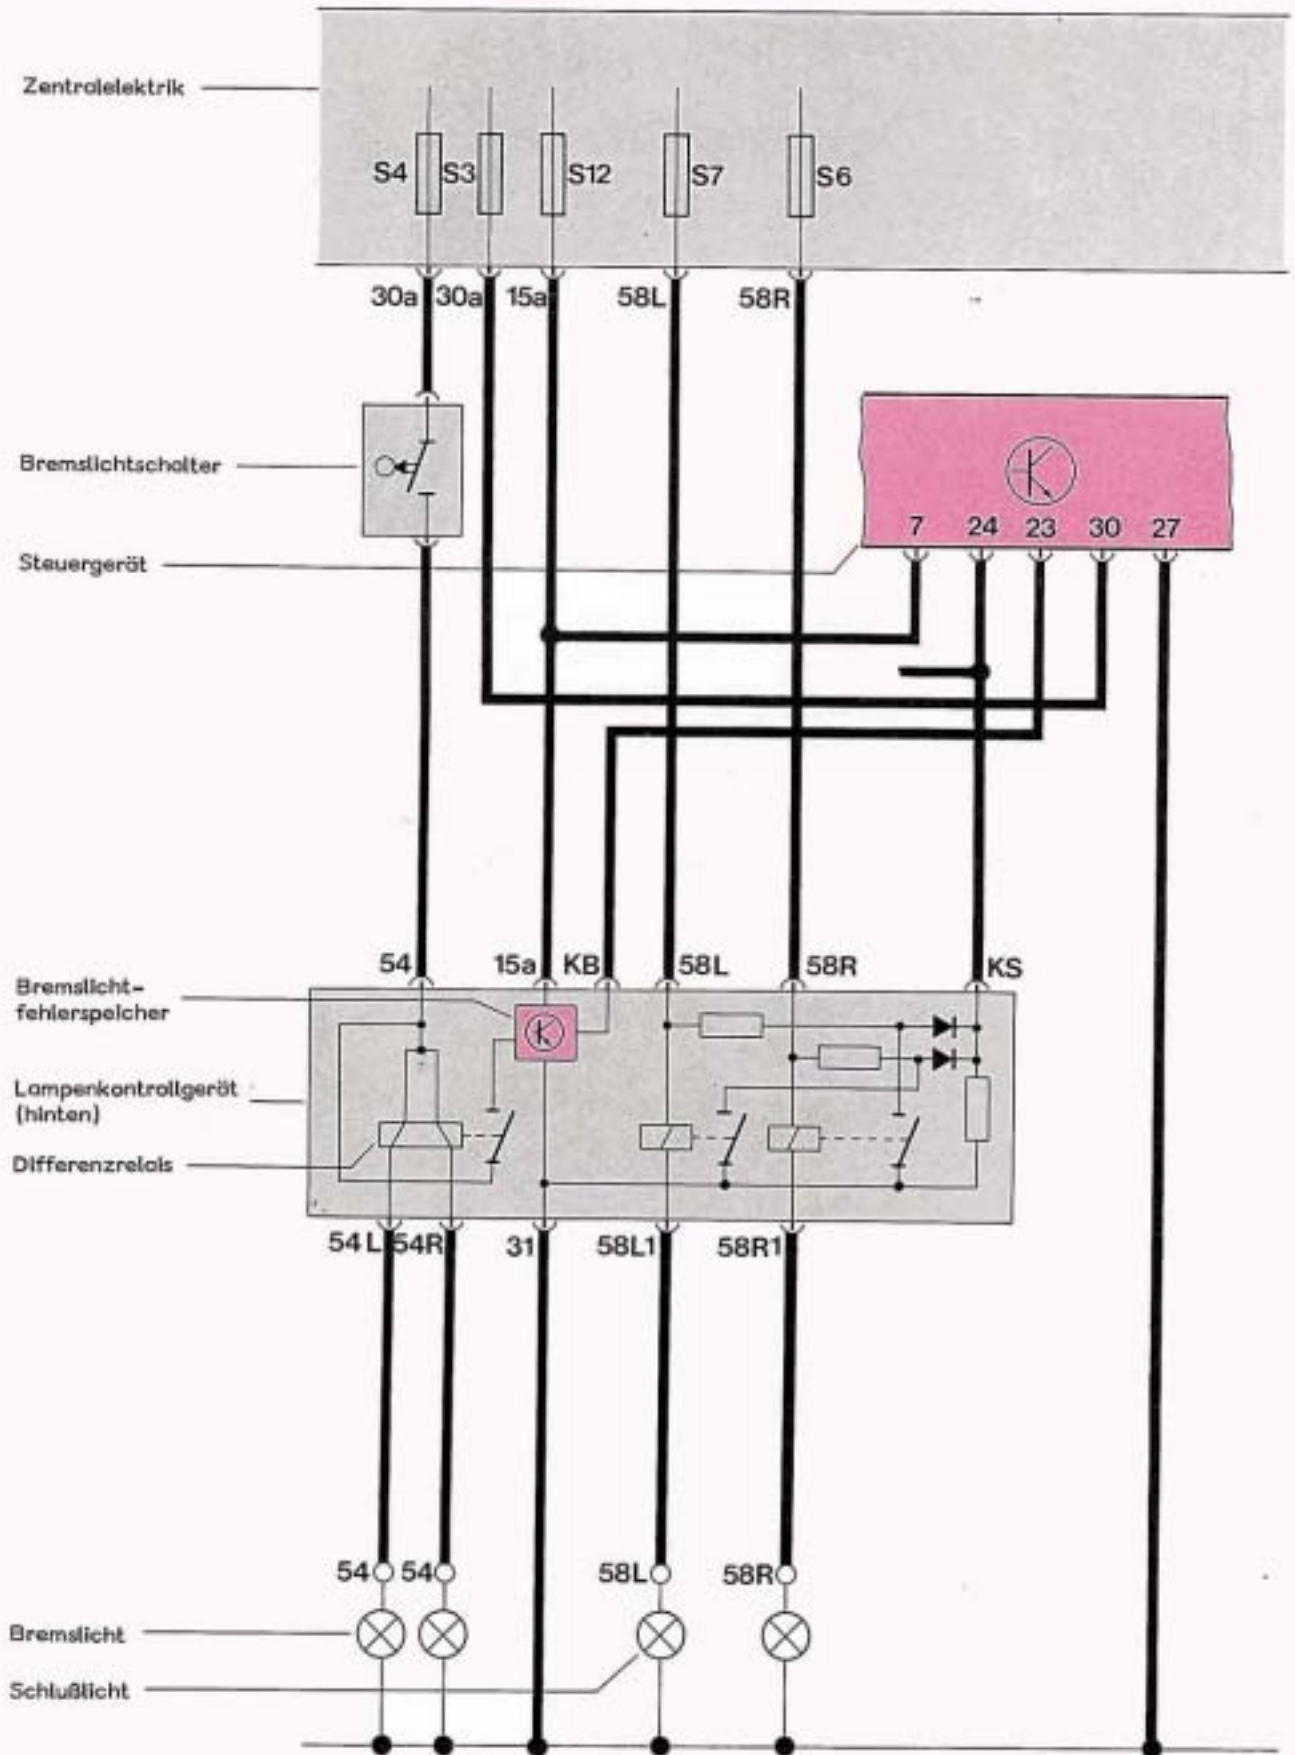 Zentralelektrik
S4 S3 S12 S7 S6
30a 30a 15a 58L 58R
Bremslichtschalter
7 24 23 30 27
Steuergerät
54 15a KB 58L 58R KS
Bremslicht-
fehlerspeicher
Lampenkontrollgerät
(hinten)
Differenzrelais
54L 54R 31 58L1 58R1
54 54 58L 58R
Bremslicht
Schlußlicht